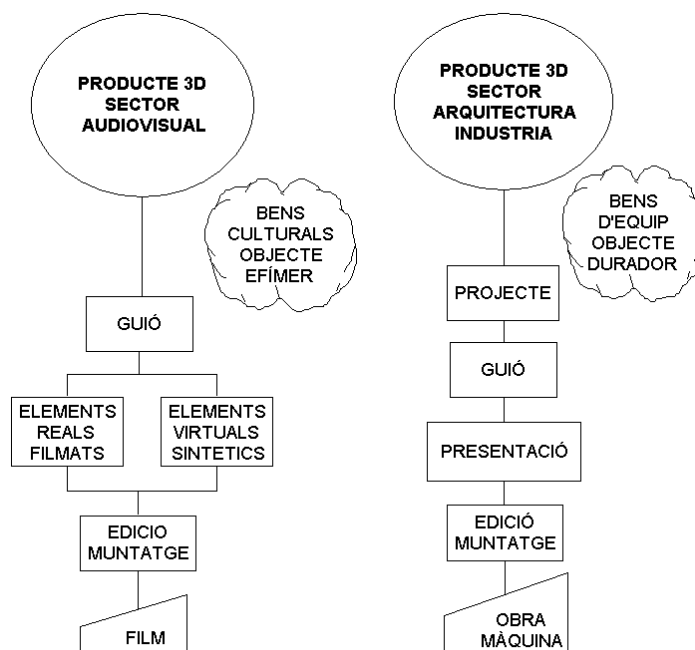 PRODUCTE 3D
SECTOR
AUDIOVISUAL
BENS
CULTURALS
OBJECTE
EFÍMER
GUIÓ
ELEMENTS
REALS
FILMATS
ELEMENTS
VIRTUALS
SINTETICS
EDICIO
MUNTATGE
FILM
PRODUCTE 3D
SECTOR
ARQUITECTURA
INDUSTRIA
BENS
D'EQUIP
OBJECTE
DURADOR
PROJECTE
GUIÓ
PRESENTACIÓ
EDICIÓ
MUNTATGE
OBRA
MÀQUINA